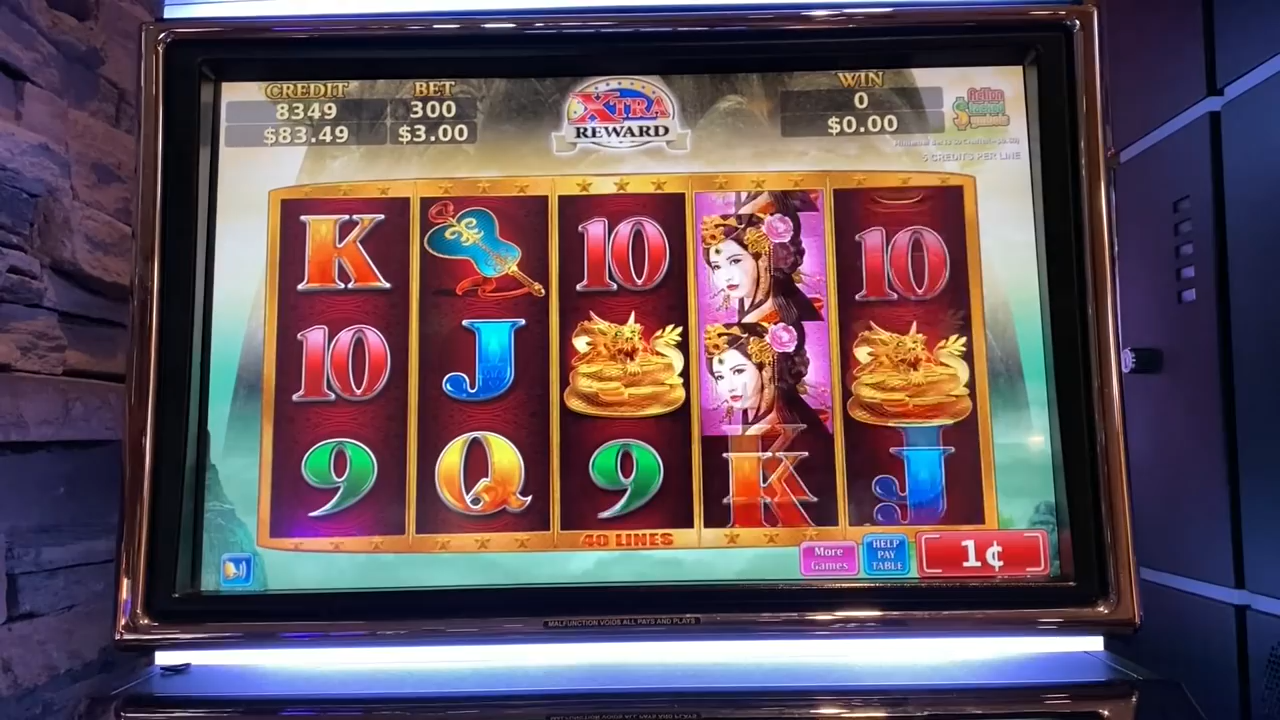 CREDIT
8349
$83.49
BET
300
$3.00
XTRA
REWARD
WIN
0
$0.00
5 CREDITS PER LINE
K
10
10
10
J
9
Q
9
K
J
40 LINES
More
Games
HELP
PAY
TABLE
1¢
MALFUNCTION VOIDS ALL PAYS AND PLAYS